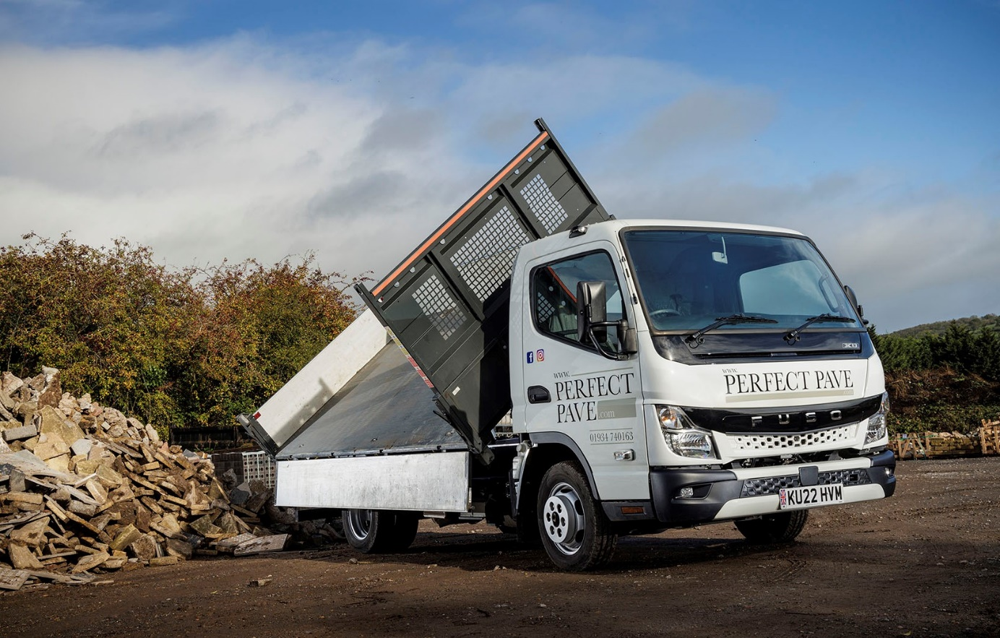 www.
PERFECT
PAVE.com
01934 740163
www.
PERFECT PAVE
FUSO
KU22 HVM